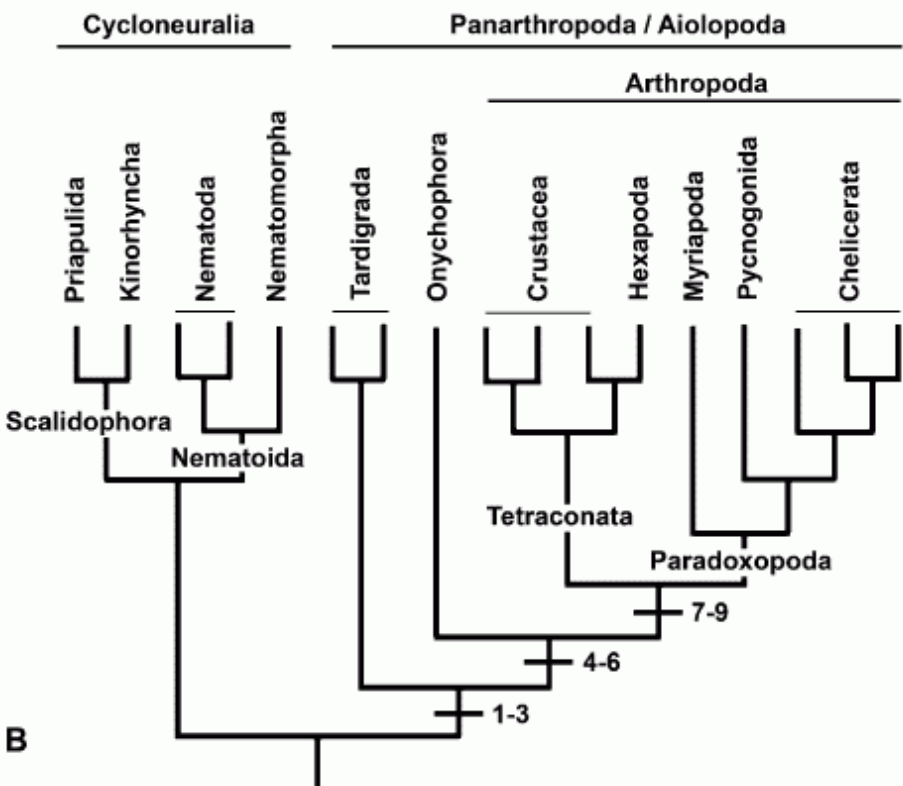 Cycloneuralia
Panarthropoda / Aiolopoda
Arthropoda
Priapulida
Kinorhyncha
Nematoda
Nematomorpha
Tardigrada
Onychophora
Crustacea
Hexapoda
Myriapoda
Pycnogonida
Chelicerata
Scalidophora
Nematoida
Tetraconata
Paradoxopoda
7-9
4-6
1-3
B